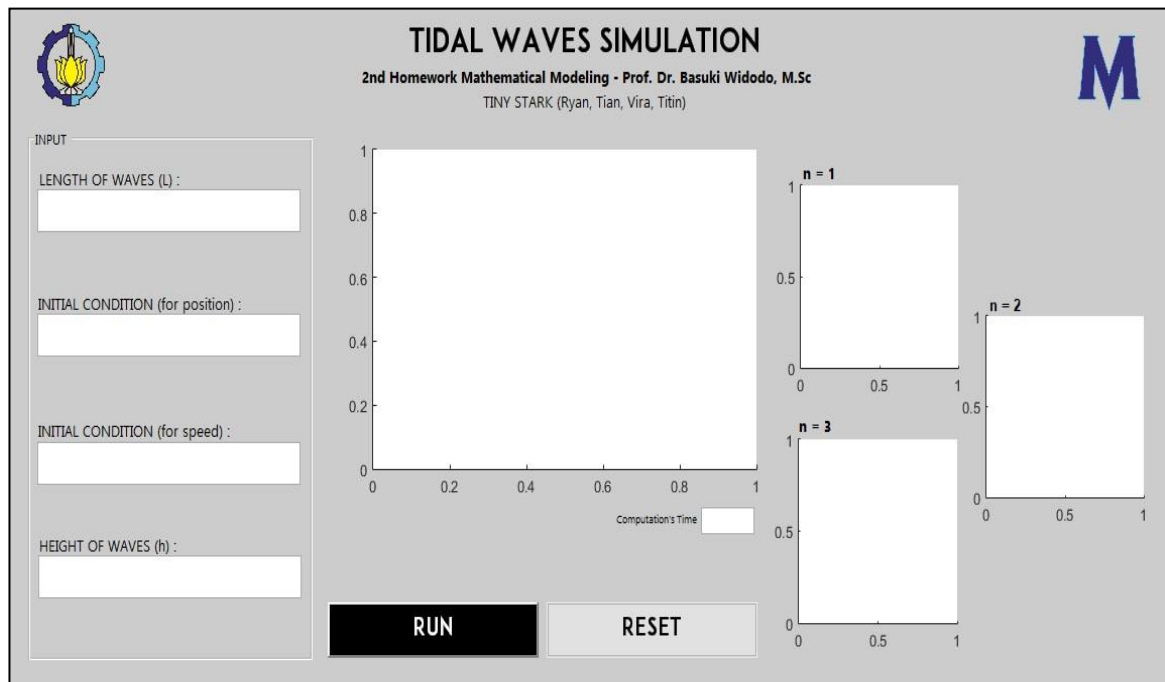 TIDAL WAVES SIMULATION
2nd Homework Mathematical Modeling - Prof. Dr. Basuki Widodo, M.Sc
TINY STARK (Ryan, Tian, Vira, Titin)
M
INPUT
LENGTH OF WAVES (L) :
INITIAL CONDITION (for position) :
INITIAL CONDITION (for speed) :
HEIGHT OF WAVES (h) :
1
0.8
0.6
0.4
0.2
0
0 0.2 0.4 0.6 0.8 1
Computation's Time
RUN
RESET
n = 1
1
0.5
0
0 0.5 1
n = 2
1
0.5
0
0 0.5 1
n = 3
1
0.5
0
0 0.5 1